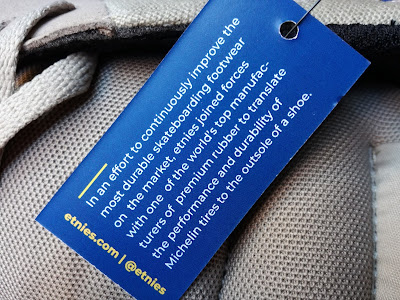 In an effort to continuously improve the
most durable skateboarding footwear
on the market, etnies joined forces
with one of the world's top manufac-
turers of premium rubber to translate
the performance and durability of
Michelin tires to the outsole of a shoe.
etnies.com | @etnies